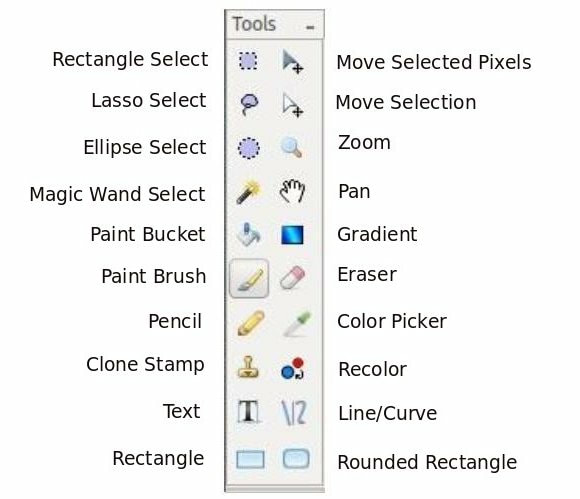 Tools
Rectangle Select
Move Selected Pixels
Lasso Select
Move Selection
Ellipse Select
Zoom
Magic Wand Select
Pan
Paint Bucket
Gradient
Paint Brush
Eraser
Pencil
Color Picker
Clone Stamp
Recolor
Text
T
Line/Curve
Rectangle
Rounded Rectangle